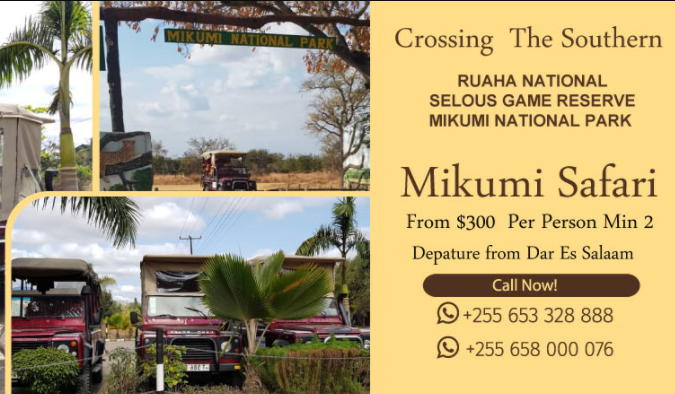 MIKUMI NATIONAL PARK
Crossing The Southern
RUAHA NATIONAL
SELOUS GAME RESERVE
MIKUMI NATIONAL PARK
Mikumi Safari
From $300 Per Person Min 2
Depature from Dar Es Salaam
Call Now!
+255 653 328 888
+255 658 000 076